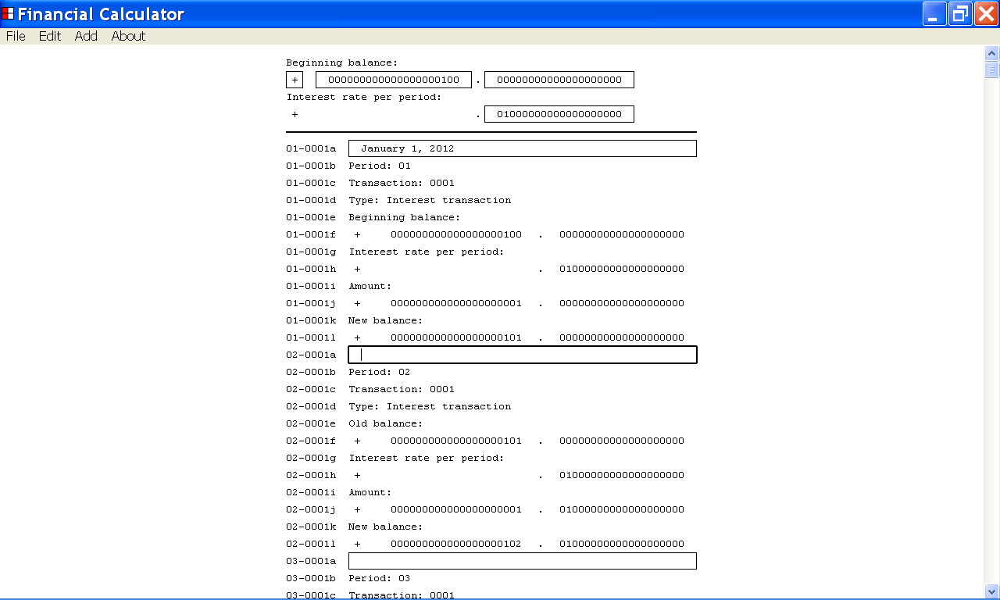 Financial Calculator
File Edit Add About
Beginning balance:
+ 000000000000000000100 . 00000000000000000000
Interest rate per period:
+ . 01000000000000000000
01-0001a January 1, 2012
01-0001b Period: 01
01-0001c Transaction: 0001
01-0001d Type: Interest transaction
01-0001e Beginning balance:
01-0001f + 000000000000000000100 . 00000000000000000000
01-0001g Interest rate per period:
01-0001h + . 01000000000000000000
01-0001i Amount:
01-0001j + 000000000000000000001 . 00000000000000000000
01-0001k New balance:
01-0001l + 000000000000000000101 . 00000000000000000000
02-0001a
02-0001b Period: 02
02-0001c Transaction: 0001
02-0001d Type: Interest transaction
02-0001e Old balance:
02-0001f + 000000000000000000101 . 00000000000000000000
02-0001g Interest rate per period:
02-0001h + . 01000000000000000000
02-0001i Amount:
02-0001j + 000000000000000000001 . 01000000000000000000
02-0001k New balance:
02-0001l + 000000000000000000102 . 01000000000000000000
03-0001a
03-0001b Period: 03
03-0001c Transaction: 0001